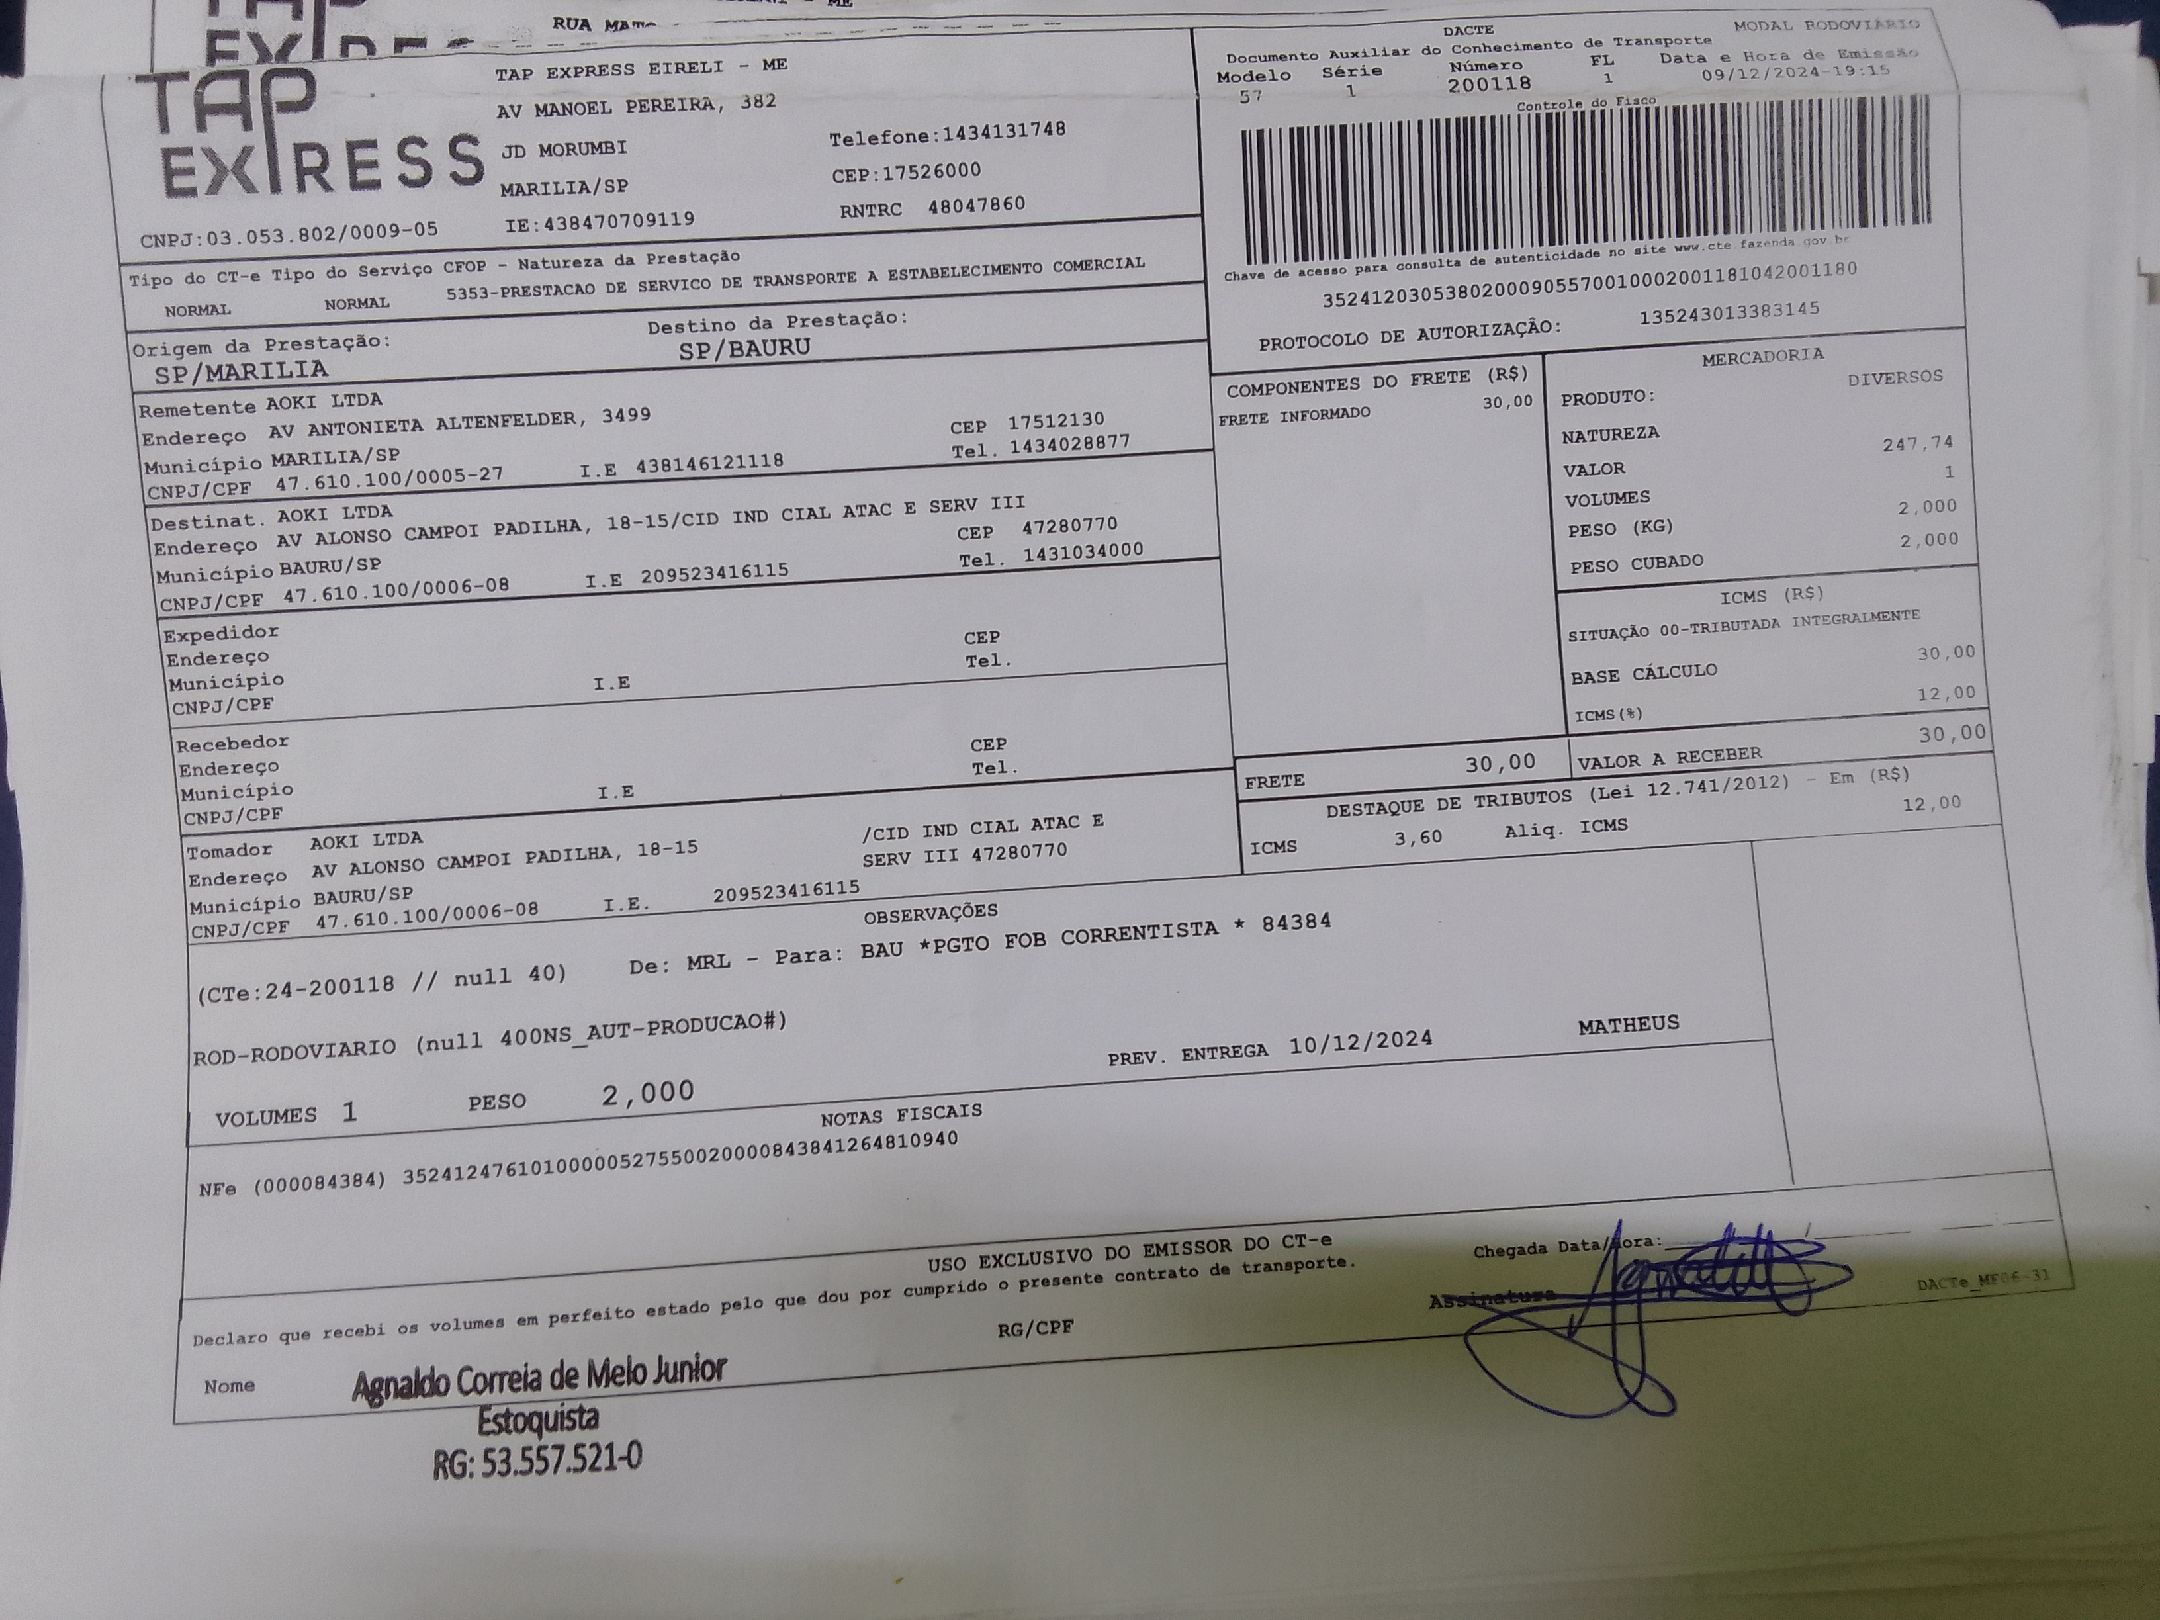 RUA
TAP EXPRESS
TAP EXPRESS EIRELI - ME
AV MANOEL PEREIRA, 382
JD MORUMBI
Telefone:1434131748
MARILIA/SP
CEP:17526000
CNPJ:03.053.802/0009-05
IE:438470709119
RNTRC 48047860
DACTE
MODAL RODOVIÁRIO
Documento Auxiliar do Conhecimento de Transporte
Modelo Série Número FL Data e Hora de Emissão
57 1 200118 1 09/12/2024-19:15
Controle do Fisco
Chave de acesso para consulta de autenticidade no site www.cte.fazenda.gov.br
35241203053802000905570010002001181042001180
PROTOCOLO DE AUTORIZAÇÃO: 135243013383145
Tipo do CT-e Tipo do Serviço CFOP - Natureza da Prestação
NORMAL NORMAL 5353-PRESTACAO DE SERVICO DE TRANSPORTE A ESTABELECIMENTO COMERCIAL
Origem da Prestação: Destino da Prestação:
SP/MARILIA SP/BAURU
Remetente AOKI LTDA
Endereço AV ANTONIETA ALTENFELDER, 3499 CEP 17512130
Município MARILIA/SP Tel. 1434028877
CNPJ/CPF 47.610.100/0005-27 I.E 438146121118
Destinat. AOKI LTDA
Endereço AV ALONSO CAMPOI PADILHA, 18-15/CID IND CIAL ATAC E SERV III
CEP 47280770
Município BAURU/SP Tel. 1431034000
CNPJ/CPF 47.610.100/0006-08 I.E 209523416115
Expedidor
Endereço CEP
Município Tel.
CNPJ/CPF I.E
Recebedor
Endereço CEP
Município Tel.
CNPJ/CPF I.E
Tomador AOKI LTDA
Endereço AV ALONSO CAMPOI PADILHA, 18-15 /CID IND CIAL ATAC E
SERV III 47280770
Município BAURU/SP
CNPJ/CPF 47.610.100/0006-08 I.E. 209523416115
COMPONENTES DO FRETE (R$)
FRETE INFORMADO 30,00
MERCADORIA
PRODUTO: DIVERSOS
NATUREZA
VALOR 247,74
VOLUMES 1
PESO (KG) 2,000
PESO CUBADO 2,000
ICMS (R$)
SITUAÇÃO 00-TRIBUTADA INTEGRALMENTE
BASE CÁLCULO 30,00
ICMS(%) 12,00
FRETE 30,00 VALOR A RECEBER 30,00
DESTAQUE DE TRIBUTOS (Lei 12.741/2012) - Em (R$)
ICMS 3,60 Aliq. ICMS 12,00
OBSERVAÇÕES
(CTe:24-200118 // null 40) De: MRL - Para: BAU *PGTO FOB CORRENTISTA * 84384
ROD-RODOVIARIO (null 400NS_AUT-PRODUCAO#)
VOLUMES 1 PESO 2,000 PREV. ENTREGA 10/12/2024 MATHEUS
NOTAS FISCAIS
NFe (000084384) 35241247610100000527550020000843841264810940
USO EXCLUSIVO DO EMISSOR DO CT-e
Declaro que recebi os volumes em perfeito estado pelo que dou por cumprido o presente contrato de transporte.
Chegada Data/Hora:
Assinatura
DACTe_MF06-31
Nome RG/CPF
Agnaldo Correia de Melo Junior
Estoquista
RG: 53.557.521-0